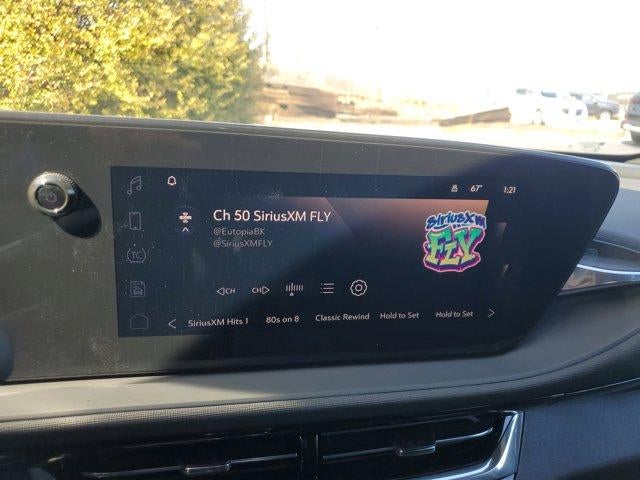 67° 1:21
Ch 50 SiriusXM FLY
@EutopiaBK
@SiriusXMFLY
SiriusXM
FLY
TC
CH CH
SiriusXM Hits 1 80s on 8 Classic Rewind Hold to Set Hold to Set